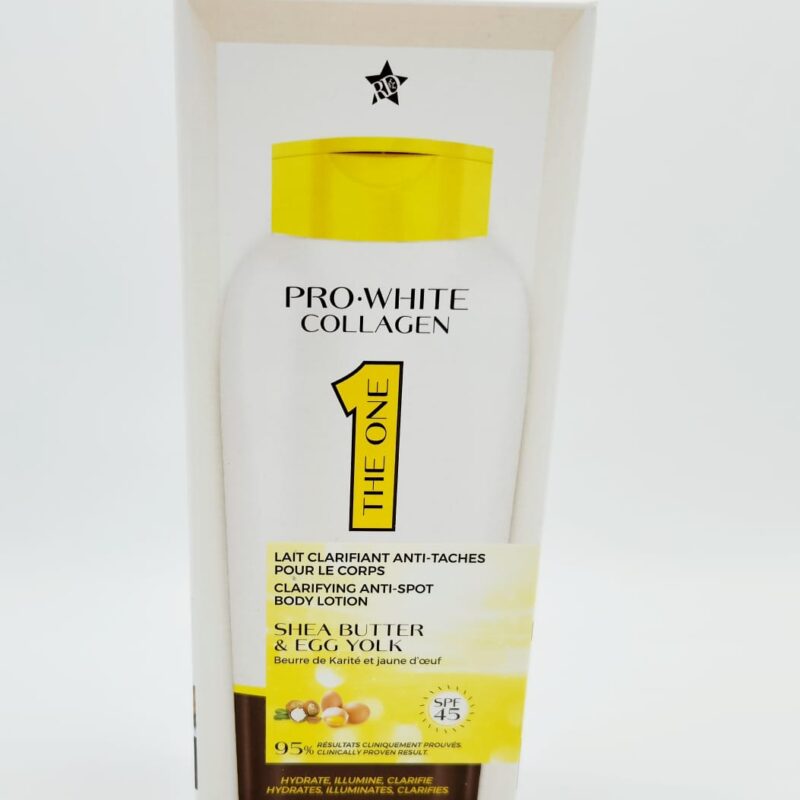 R&D
PRO•WHITE
COLLAGEN
1
THE ONE
LAIT CLARIFIANT ANTI-TACHES
POUR LE CORPS
CLARIFYING ANTI-SPOT
BODY LOTION
SHEA BUTTER
& EGG YOLK
Beurre de Karité et jaune d'œuf
SPF
45
95% RÉSULTATS CLINIQUEMENT PROUVÉS.
CLINICALLY PROVEN RESULT.
HYDRATE, ILLUMINE, CLARIFIE
HYDRATES, ILLUMINATES, CLARIFIES